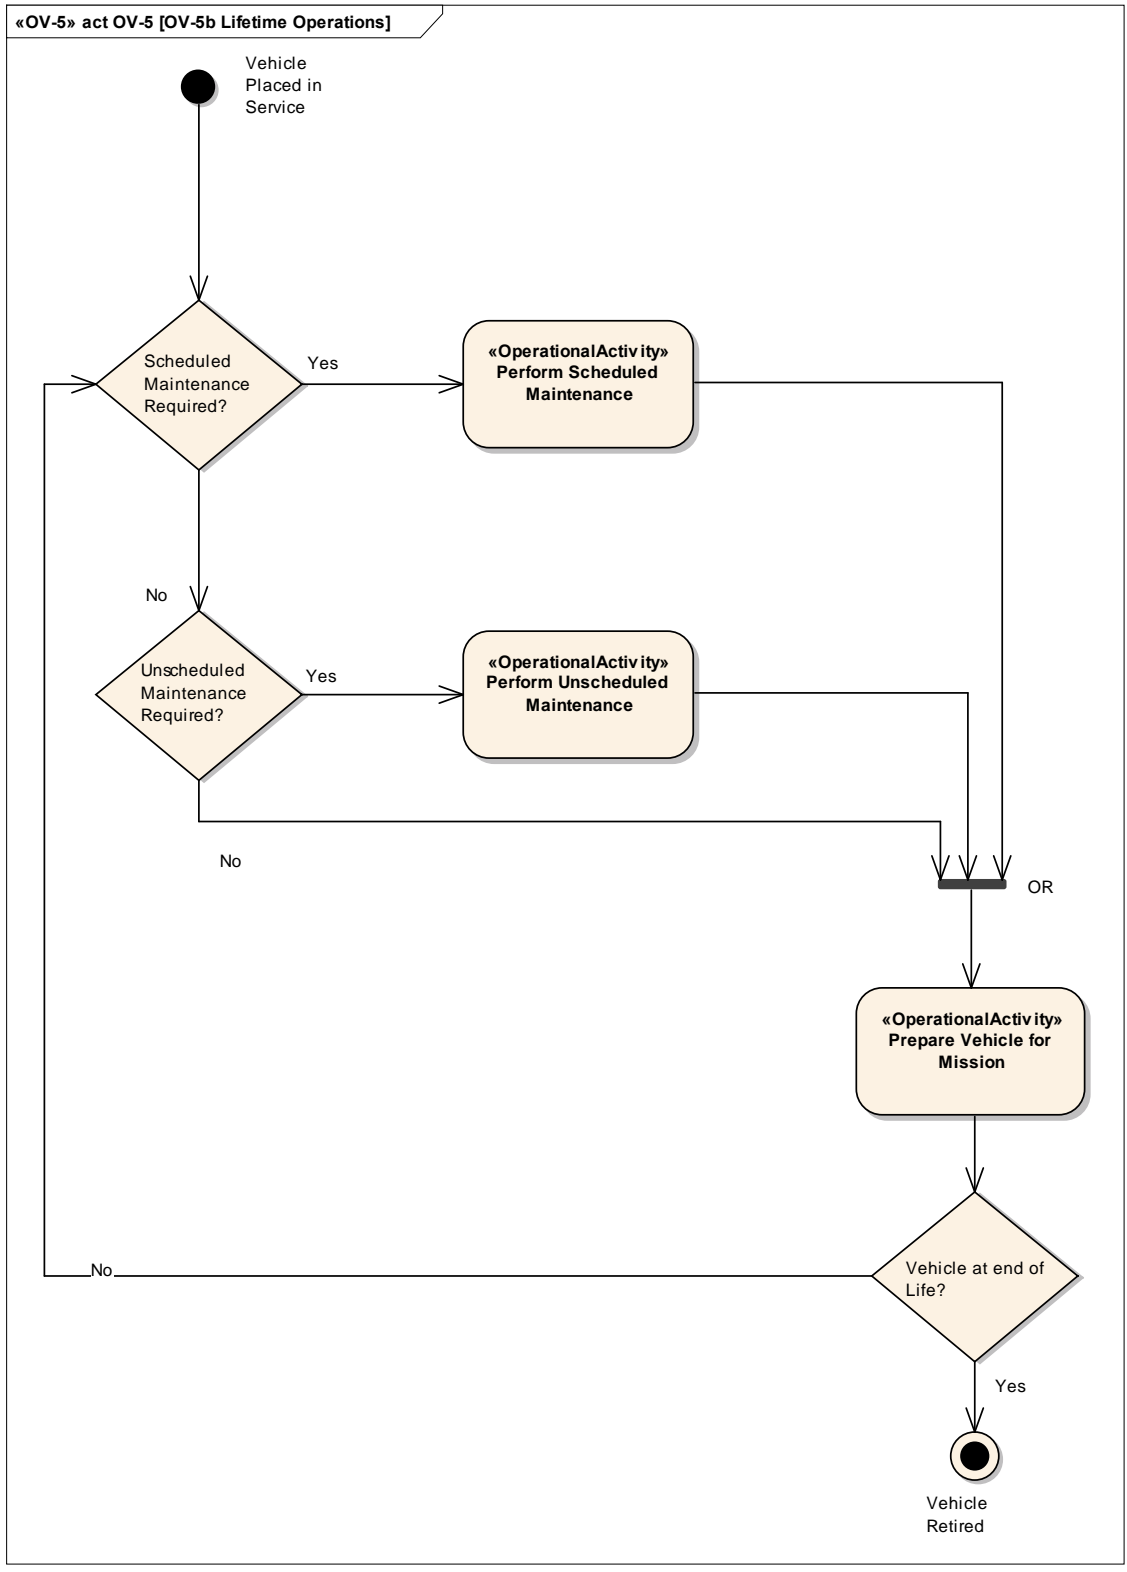 «OV-5» act OV-5 [OV-5b Lifetime Operations]
Vehicle
Placed in
Service
Scheduled
Maintenance
Required?
Yes
«OperationalActivity»
Perform Scheduled
Maintenance
No
Unscheduled
Maintenance
Required?
Yes
«OperationalActivity»
Perform Unscheduled
Maintenance
No
OR
«OperationalActivity»
Prepare Vehicle for
Mission
Vehicle at end of
Life?
No
Yes
Vehicle
Retired